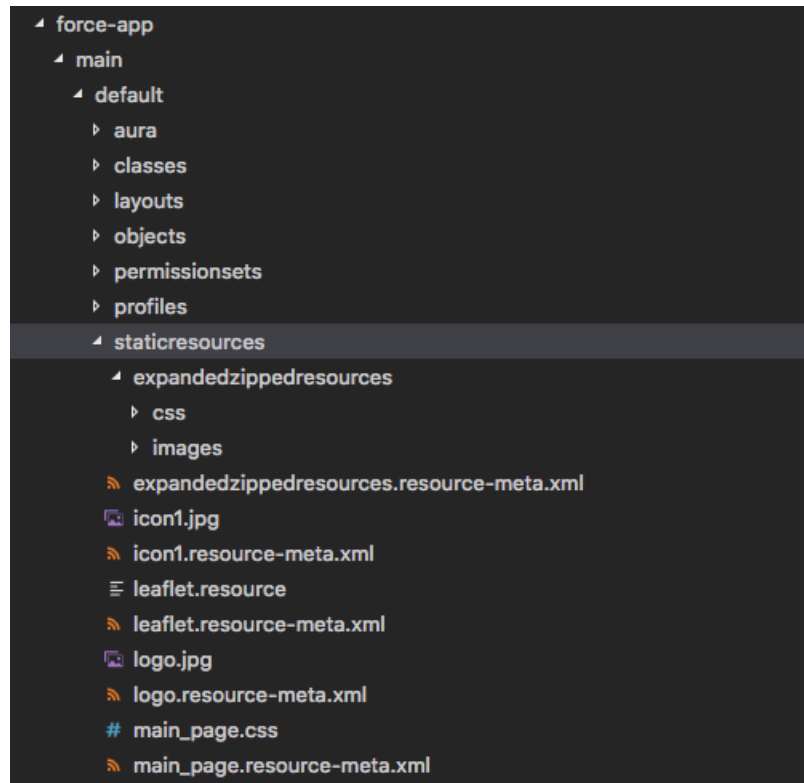 force-app
main
default
aura
classes
layouts
objects
permissionsets
profiles
staticresources
expandedzippedresources
css
images
expandedzippedresources.resource-meta.xml
icon1.jpg
icon1.resource-meta.xml
leaflet.resource
leaflet.resource-meta.xml
logo.jpg
logo.resource-meta.xml
main_page.css
main_page.resource-meta.xml